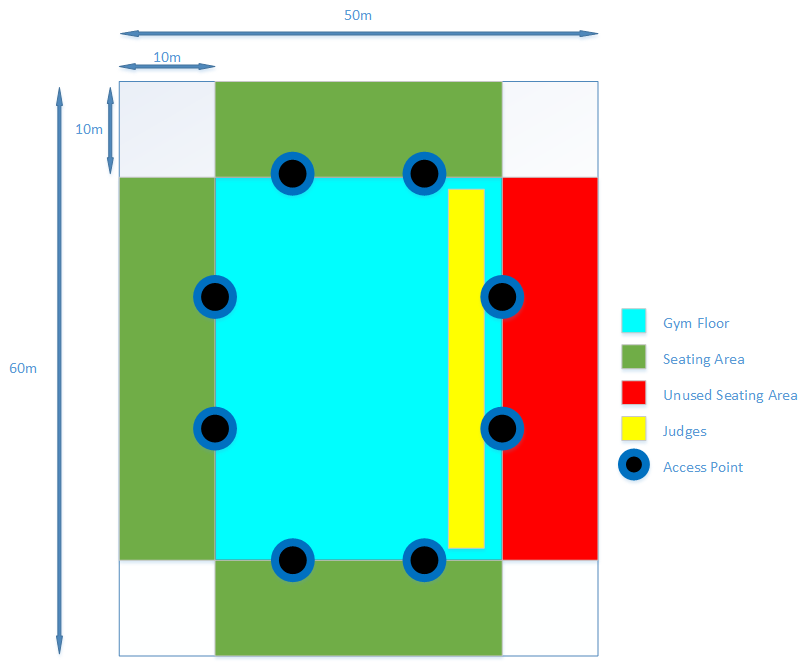 50m
10m
10m
60m
Gym Floor
Seating Area
Unused Seating Area
Judges
Access Point